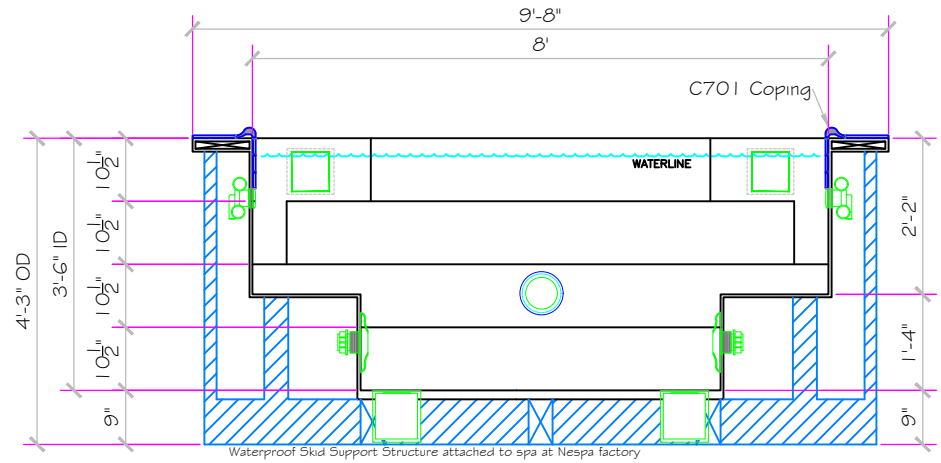 9'-8"
8'
C701 Coping
WATERLINE
4'-3" OD
3'-6" ID
10 1/2"
10 1/2"
10 1/2"
10 1/2"
9"
2'-2"
1'-4"
9"
Waterproof Skid Support Structure attached to spa at Nespa factory